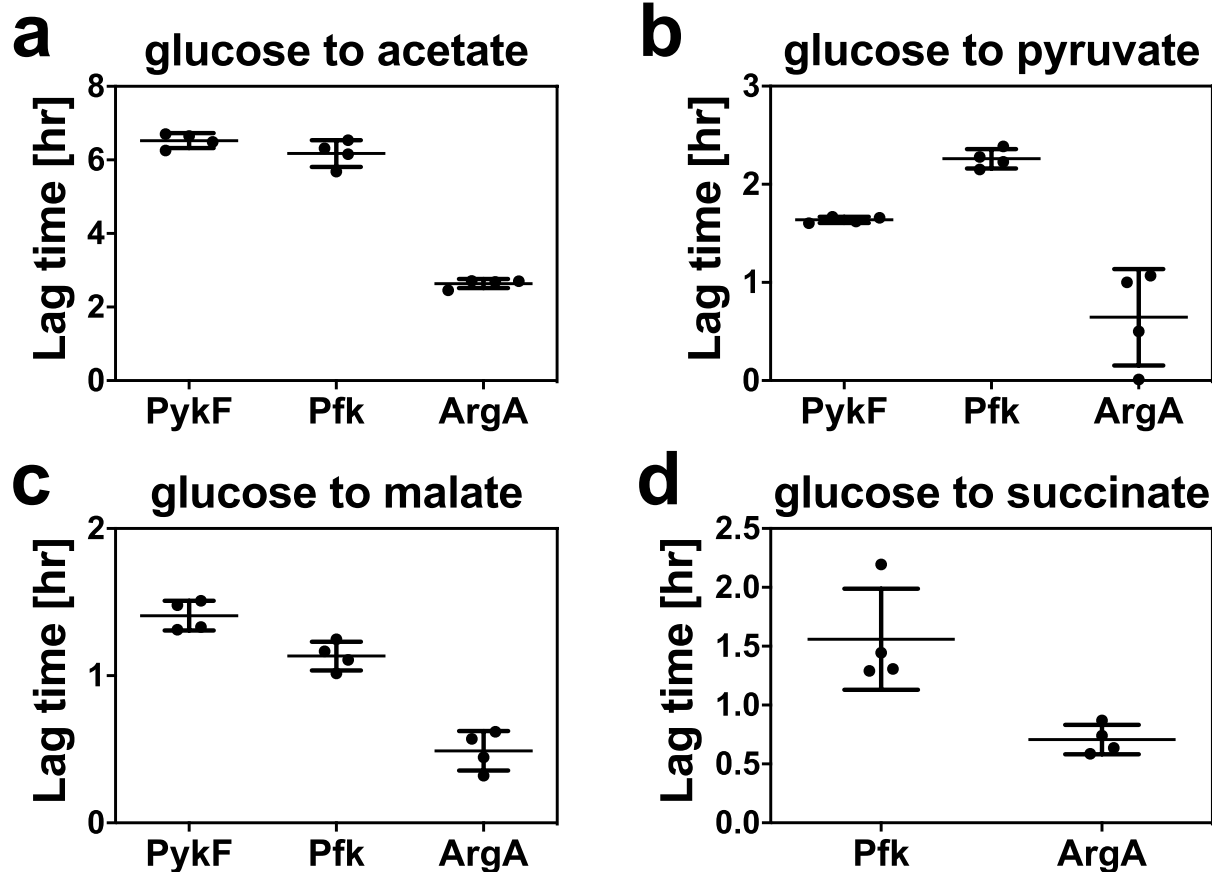 a
glucose to acetate
Lag time [hr]
8
6
4
2
0
PykF Pfk ArgA
b
glucose to pyruvate
Lag time [hr]
3
2
1
0
PykF Pfk ArgA
c
glucose to malate
Lag time [hr]
2
1
0
PykF Pfk ArgA
d
glucose to succinate
Lag time [hr]
2.5
2.0
1.5
1.0
0.5
0.0
Pfk ArgA